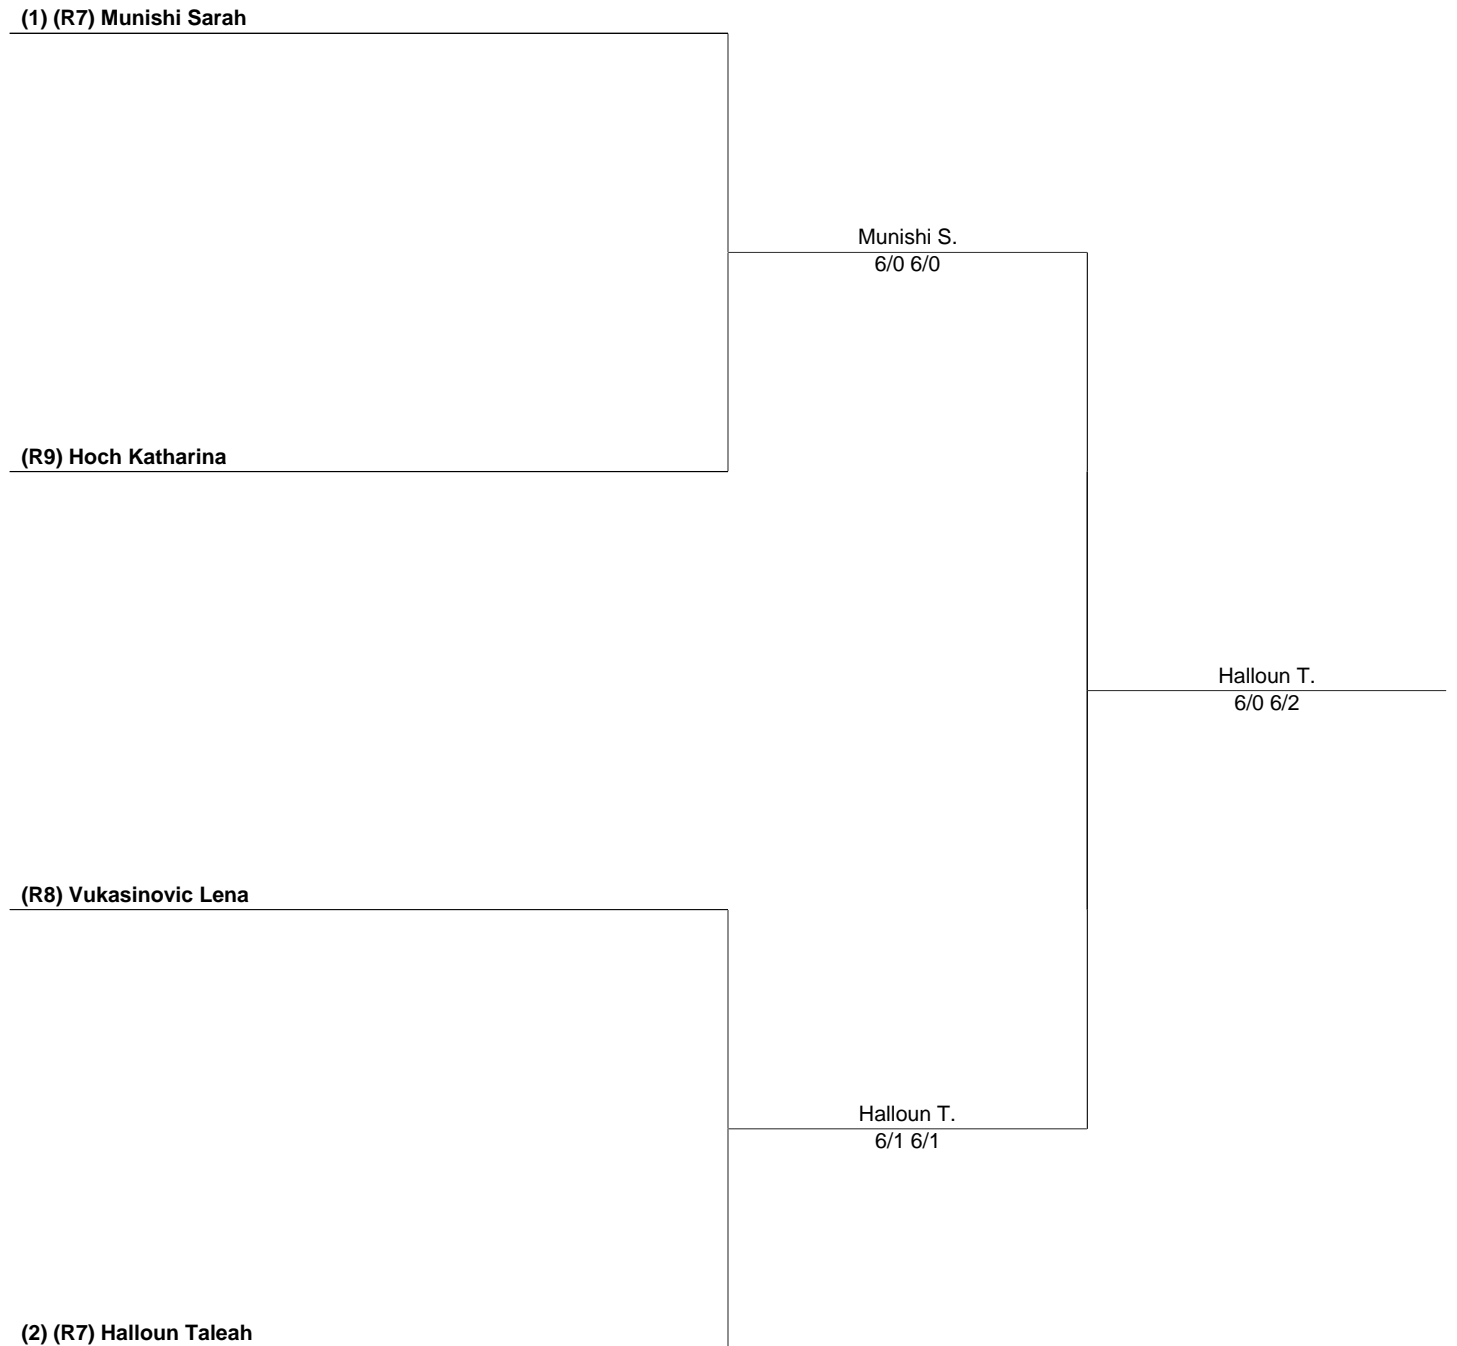 (1) (R7) Munishi Sarah
Munishi S.
6/0 6/0
(R9) Hoch Katharina
Halloun T.
6/0 6/2
(R8) Vukasinovic Lena
Halloun T.
6/1 6/1
(2) (R7) Halloun Taleah